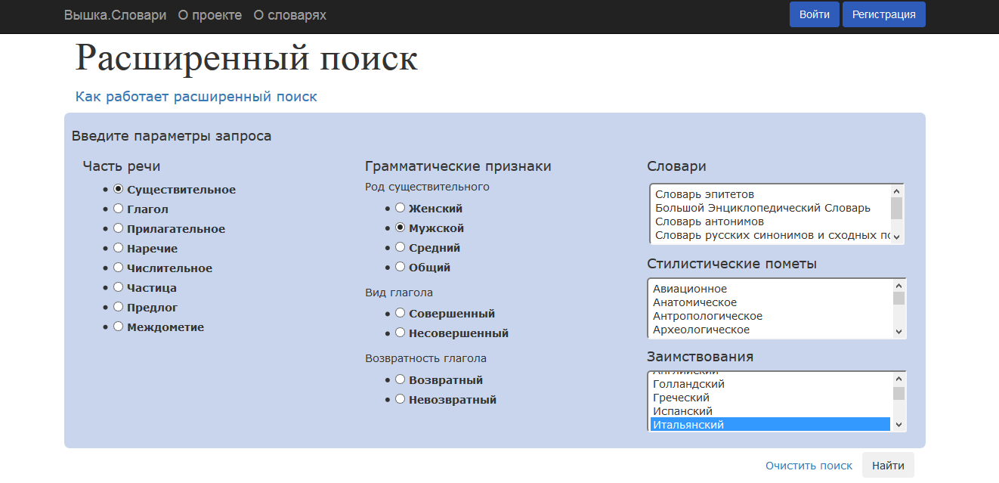 Вышка.Словари О проекте О словарях
Войти Регистрация
Расширенный поиск
Как работает расширенный поиск
Введите параметры запроса
Часть речи
Существительное
Глагол
Прилагательное
Наречие
Числительное
Частица
Предлог
Междометие
Грамматические признаки
Род существительного
Женский
Мужской
Средний
Общий
Вид глагола
Совершенный
Несовершенный
Возвратность глагола
Возвратный
Невозвратный
Словари
Словарь эпитетов
Большой Энциклопедический Словарь
Словарь антонимов
Словарь русских синонимов и сходных по
Стилистические пометы
Авиационное
Анатомическое
Антропологическое
Археологическое
Заимствования
Английский
Голландский
Греческий
Испанский
Итальянский
Очистить поиск Найти